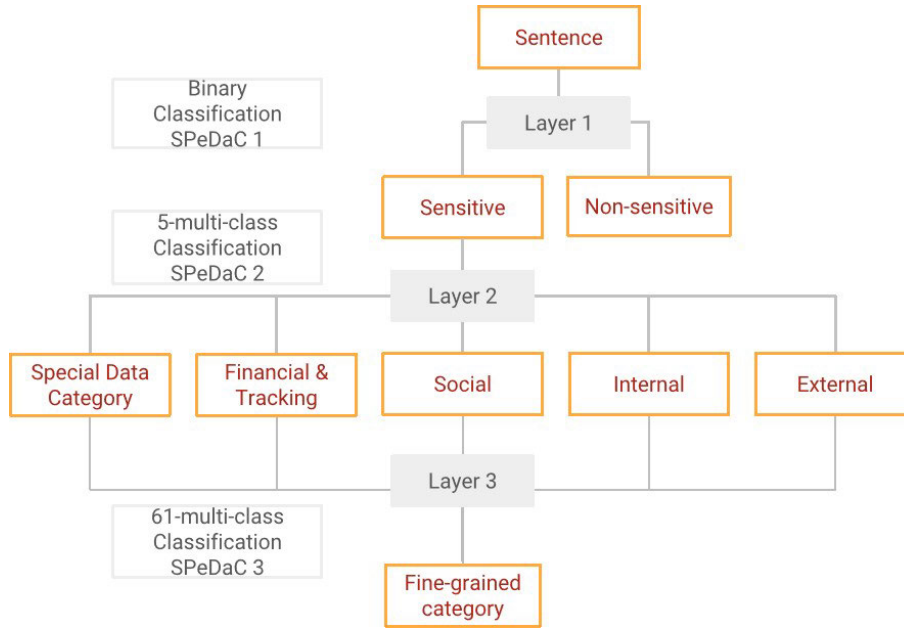 Sentence
Binary
Classification
SPeDaC 1
Layer 1
Sensitive
Non-sensitive
5-multi-class
Classification
SPeDaC 2
Layer 2
Special Data
Category
Financial &
Tracking
Social
Internal
External
Layer 3
61-multi-class
Classification
SPeDaC 3
Fine-grained
category